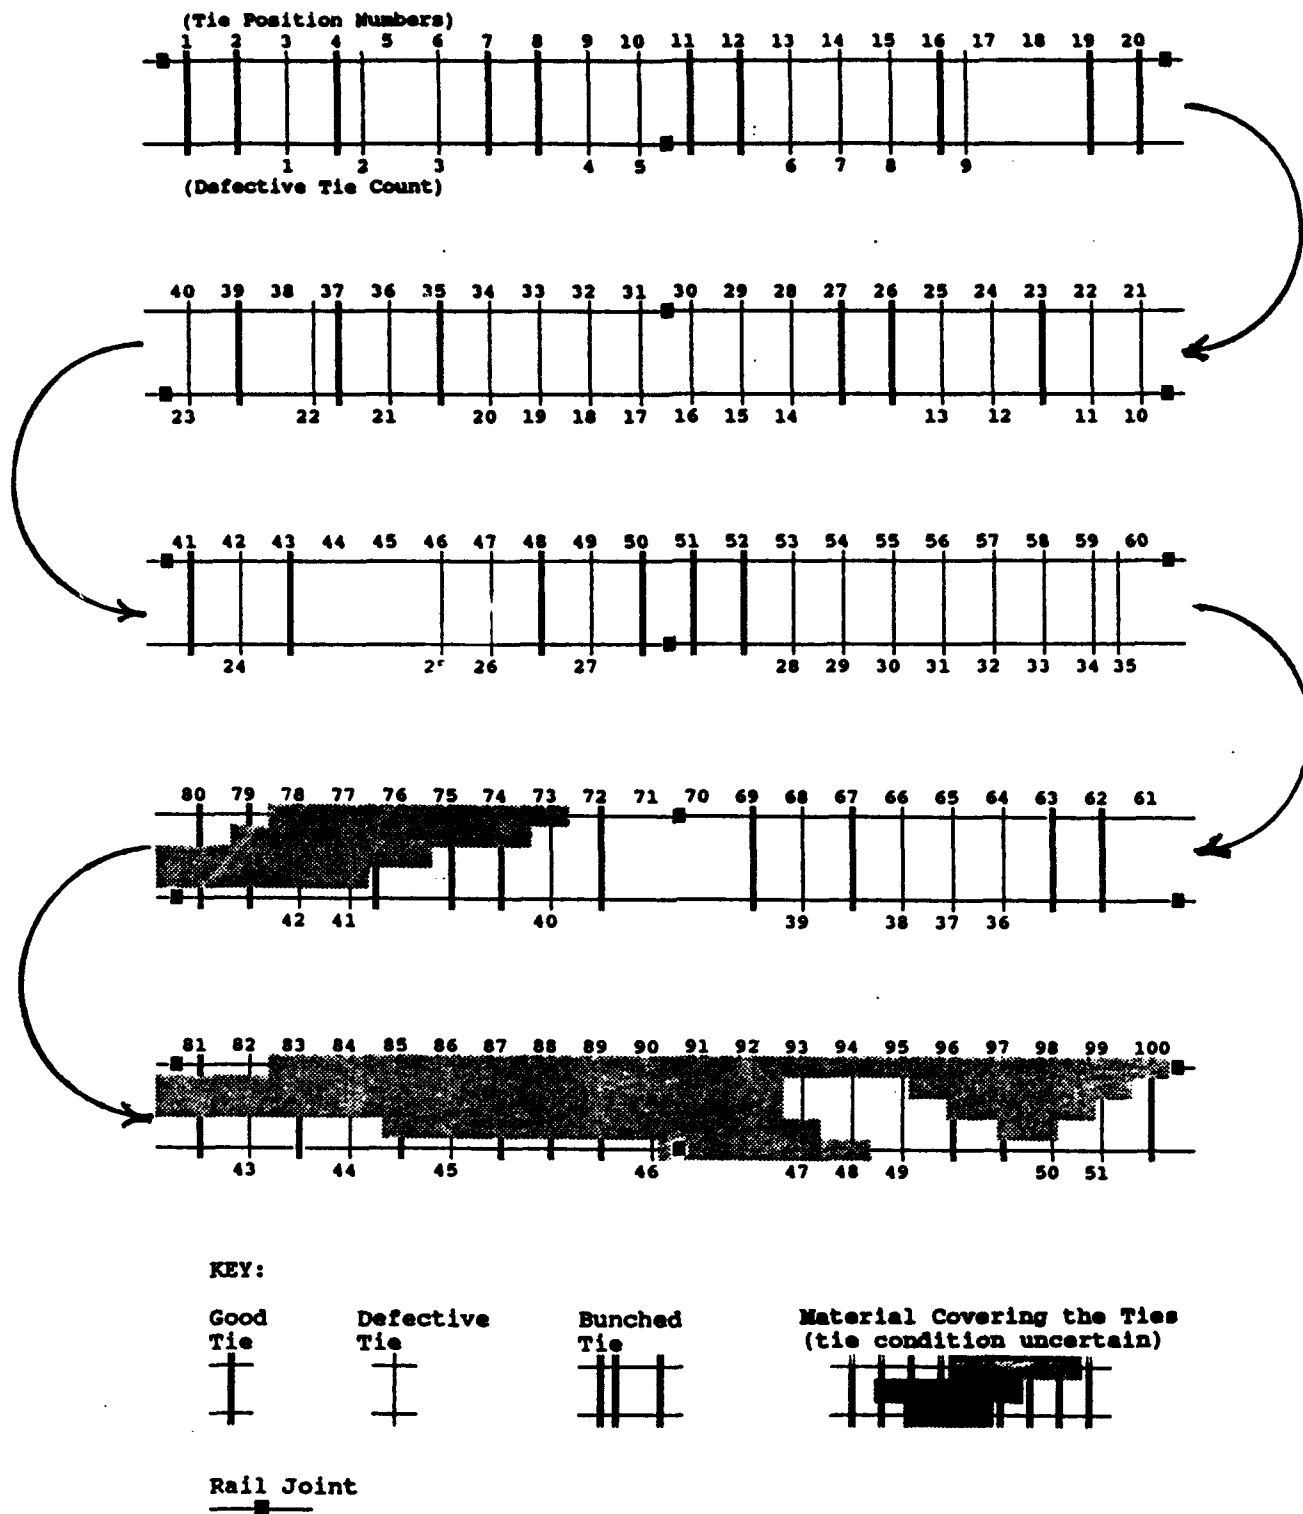 (Tie Position Numbers)
1 2 3 4 5 6 7 8 9 10 11 12 13 14 15 16 17 18 19 20
1 2 3 4 5 6 7 8 9
(Defective Tie Count)
40 39 38 37 36 35 34 33 32 31 30 29 28 27 26 25 24 23 22 21
23 22 21 20 19 18 17 16 15 14 13 12 11 10
41 42 43 44 45 46 47 48 49 50 51 52 53 54 55 56 57 58 59 60
24 26 27 28 29 30 31 32 33 34 35
80 79 78 77 76 75 74 73 72 71 70 69 68 67 66 65 64 63 62 61
42 41 40 39 38 37 36
81 82 83 84 85 86 87 88 89 90 91 92 93 94 95 96 97 98 99 100
43 44 45 46 47 48 49 50 51
KEY:
Good Defective Bunched Material Covering the Ties
Tie Tie Tie (tie condition uncertain)
Rail Joint